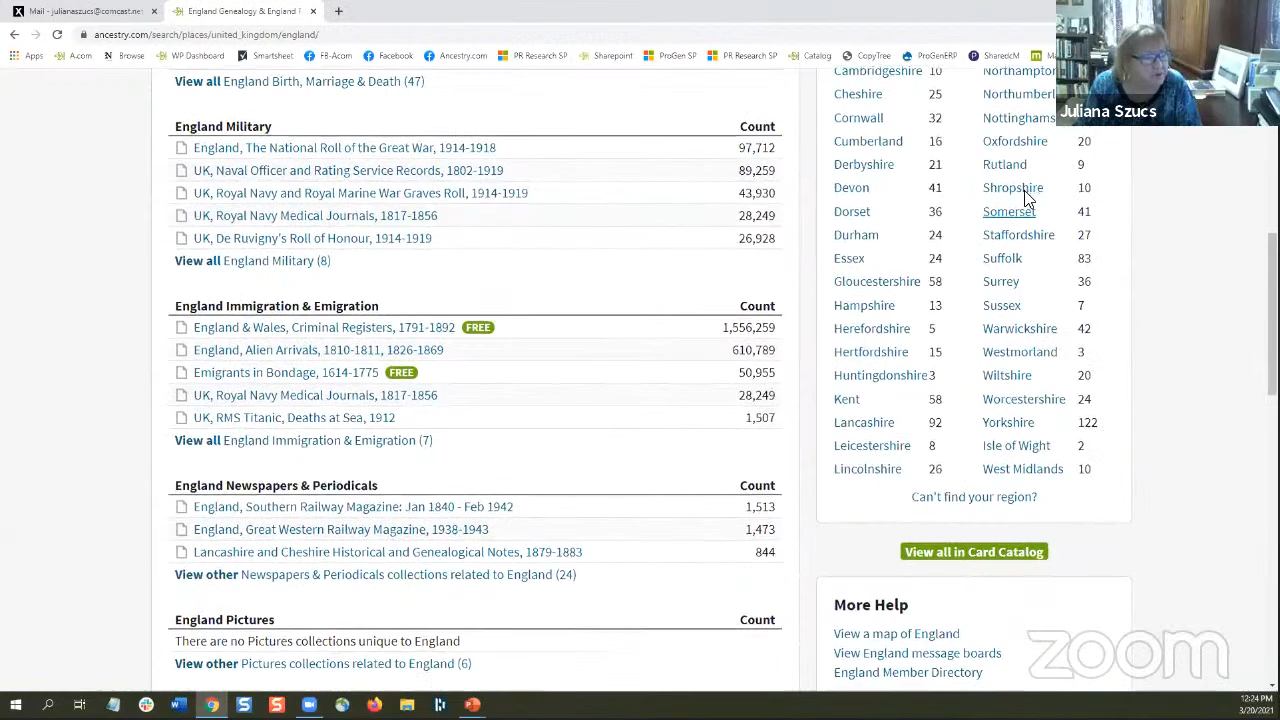 Mail - julianaszucs@comcast.net
England Genealogy & England F
ancestry.com/search/places/united_kingdom/england/
Apps A.com Browse WP Dashboard Smartsheet FB-Acom Facebook Ancestry.com PR Research SP Sharepoint ProGen SP PR Research SP Catalog CopyTree ProGenERP SharedcM Ma
Juliana Szucs
View all England Birth, Marriage & Death (47)
England Military Count
England, The National Roll of the Great War, 1914-1918 97,712
UK, Naval Officer and Rating Service Records, 1802-1919 89,259
UK, Royal Navy and Royal Marine War Graves Roll, 1914-1919 43,930
UK, Royal Navy Medical Journals, 1817-1856 28,249
UK, De Ruvigny's Roll of Honour, 1914-1919 26,928
View all England Military (8)
England Immigration & Emigration Count
England & Wales, Criminal Registers, 1791-1892 FREE 1,556,259
England, Alien Arrivals, 1810-1811, 1826-1869 610,789
Emigrants in Bondage, 1614-1775 FREE 50,955
UK, Royal Navy Medical Journals, 1817-1856 28,249
UK, RMS Titanic, Deaths at Sea, 1912 1,507
View all England Immigration & Emigration (7)
England Newspapers & Periodicals Count
England, Southern Railway Magazine: Jan 1840 - Feb 1942 1,513
England, Great Western Railway Magazine, 1938-1943 1,473
Lancashire and Cheshire Historical and Genealogical Notes, 1879-1883 844
View other Newspapers & Periodicals collections related to England (24)
England Pictures Count
There are no Pictures collections unique to England
View other Pictures collections related to England (6)
Cambridgeshire 10 Northampton
Cheshire 25 Northumberl
Cornwall 32 Nottinghams
Cumberland 16 Oxfordshire 20
Derbyshire 21 Rutland 9
Devon 41 Shropshire 10
Dorset 36 Somerset 41
Durham 24 Staffordshire 27
Essex 24 Suffolk 83
Gloucestershire 58 Surrey 36
Hampshire 13 Sussex 7
Herefordshire 5 Warwickshire 42
Hertfordshire 15 Westmorland 3
Huntingdonshire 3 Wiltshire 20
Kent 58 Worcestershire 24
Lancashire 92 Yorkshire 122
Leicestershire 8 Isle of Wight 2
Lincolnshire 26 West Midlands 10
Can't find your region?
View all in Card Catalog
More Help
View a map of England
View England message boards
England Member Directory
zoom
12:24 PM
3/20/2021